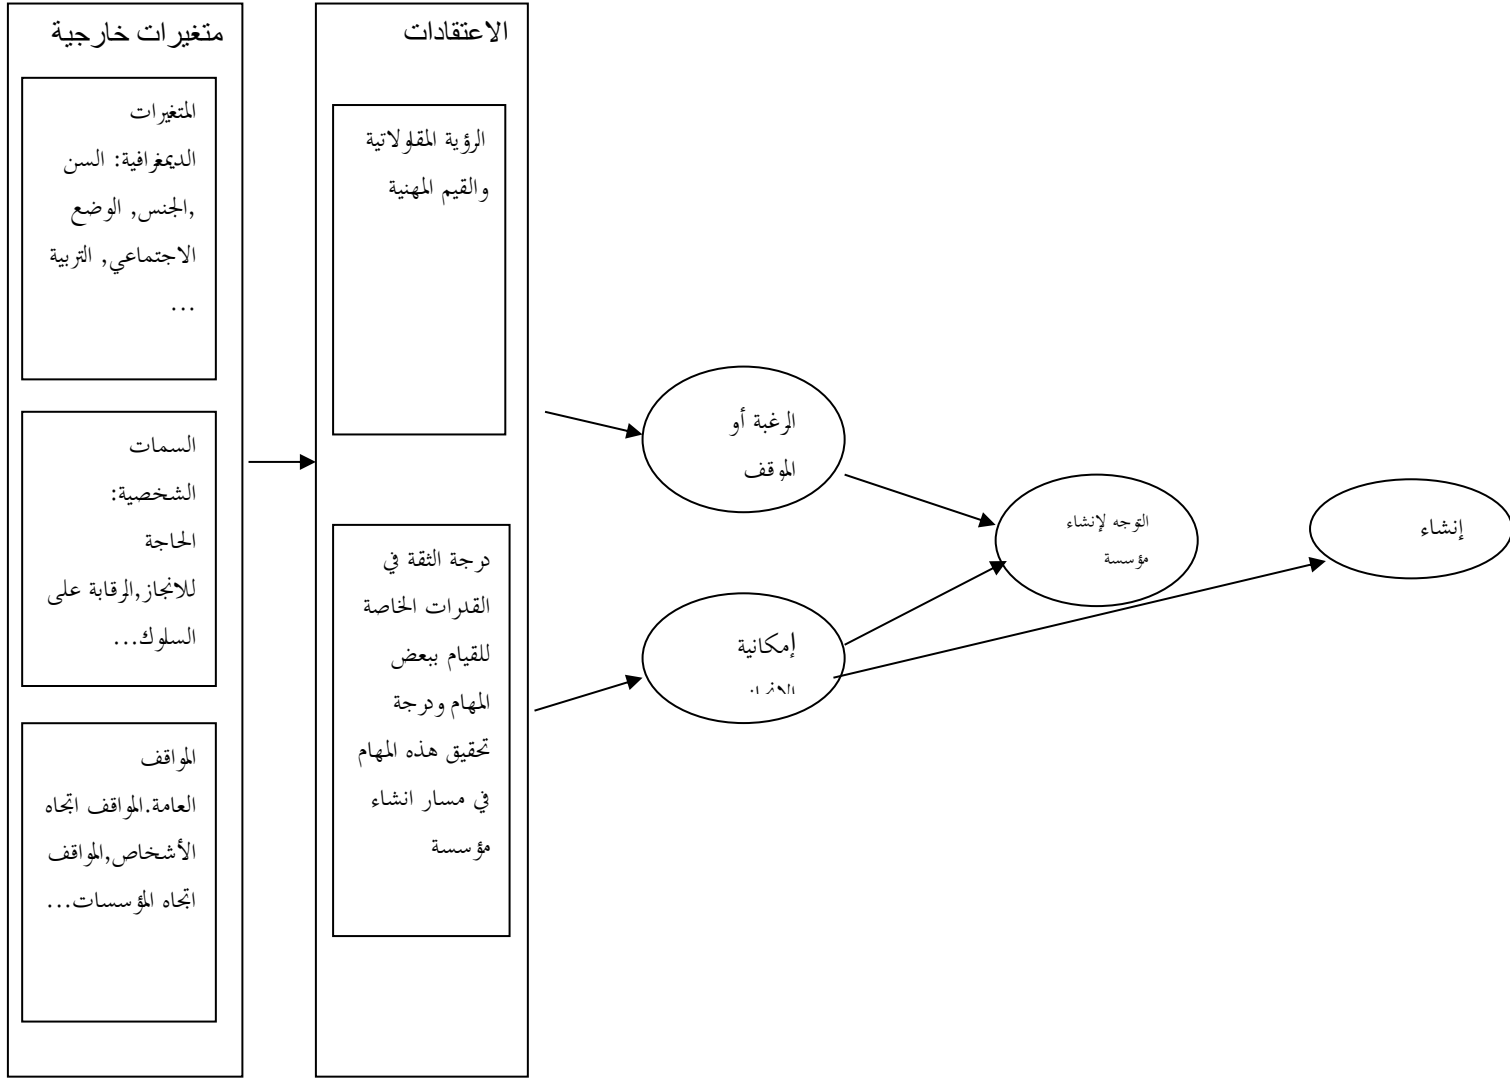 متغيرات خارجية
المتغيرات
الديمغرافية: السن
,الجنس, الوضع
الاجتماعي, التربية
...
السمات
الشخصية:
الحاجة
للانجاز,الرقابة على
السلوك...
المواقف
العامة.المواقف اتجاه
الأشخاص,المواقف
اتجاه المؤسسات...
الاعتقادات
الرؤية المقاولاتية
والقيم المهنية
درجة الثقة في
القدرات الخاصة
للقيام ببعض
المهام ودرجة
تحقيق هذه المهام
في مسار انشاء
مؤسسة
الرغبة أو
الموقف
إمكانية
التوجه لإنشاء
مؤسسة
إنشاء